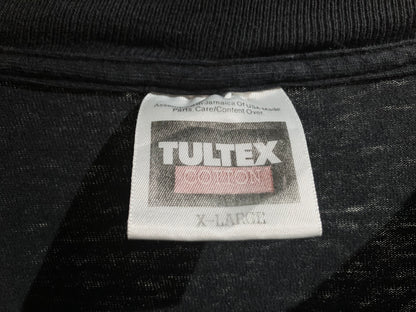 Assembled In Jamaica Of USA Made
Parts. Care/Content Over.
TULTEX
COTTON
X-LARGE